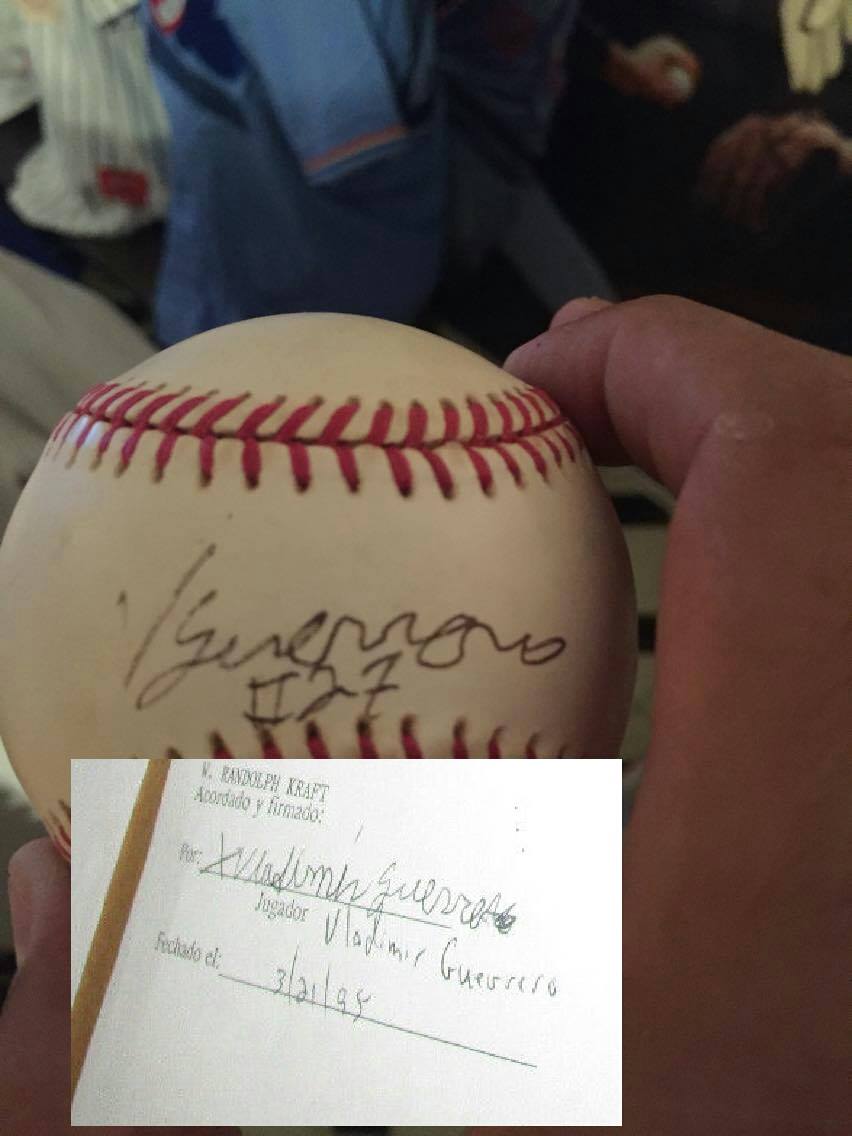 V Guerrero
II 27
W. RANDOLPH KRAFT
Acordado y firmado:
Por: X Vladimir Guerrero
Jugador Vladimir Guerrero
Fechado el: 3/21/95